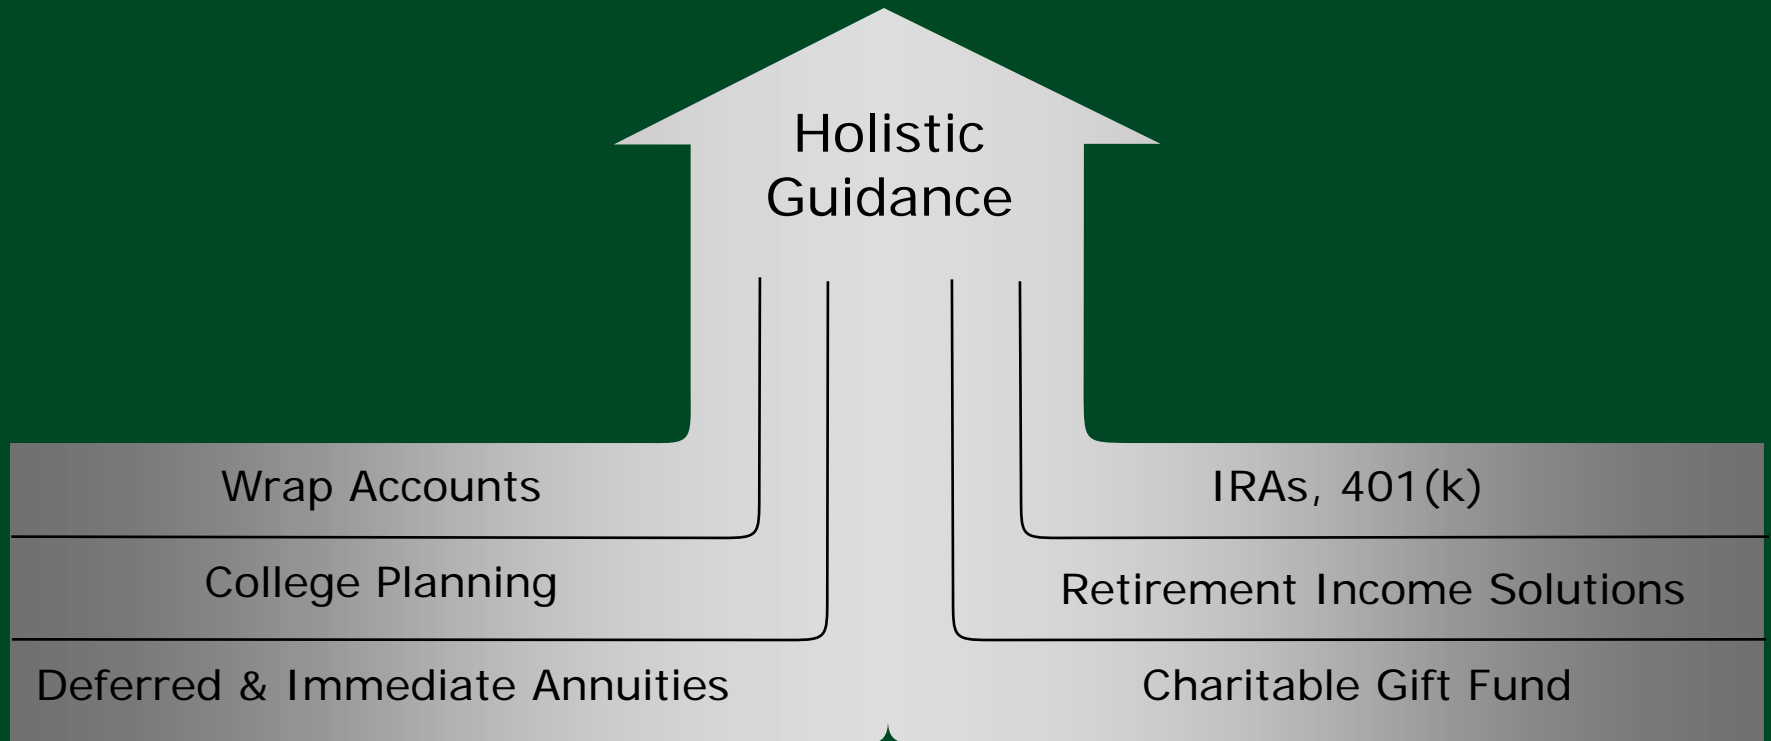 Holistic
Guidance
Wrap Accounts
College Planning
Deferred & Immediate Annuities
IRAs, 401(k)
Retirement Income Solutions
Charitable Gift Fund